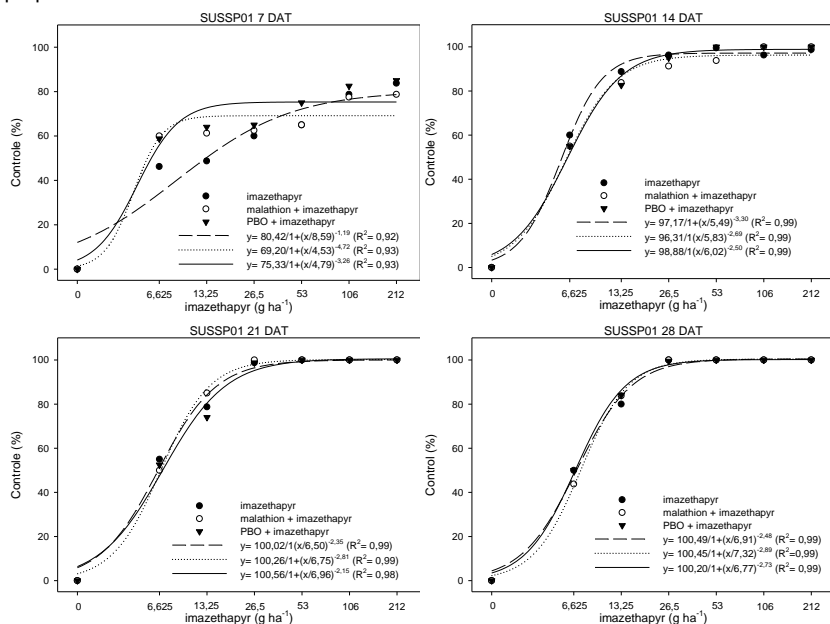 SUSSP01 7 DAT
Controle (%)
100
80
60
40
20
0
imazethapyr
malathion + imazethapyr
PBO + imazethapyr
y= 80,42/1+(x/8,59)-1,19 (R2= 0,92)
y= 69,20/1+(x/4,53)-4,72 (R2= 0,93)
y= 75,33/1+(x/4,79)-3,26 (R2= 0,93)
0 6,625 13,25 26,5 53 106 212
imazethapyr (g ha-1)
SUSSP01 14 DAT
Controle (%)
100
80
60
40
20
0
imazethapyr
malathion + imazethapyr
PBO + imazethapyr
y= 97,17/1+(x/5,49)-3,30 (R2= 0,99)
y= 96,31/1+(x/5,83)-2,69 (R2= 0,99)
y= 98,88/1+(x/6,02)-2,50 (R2= 0,99)
0 6,625 13,25 26,5 53 106 212
imazethapyr (g ha-1)
SUSSP01 21 DAT
Controle (%)
100
80
60
40
20
0
imazethapyr
malathion + imazethapyr
PBO + imazethapyr
y= 100,02/1(x/6,50)-2,35 (R2= 0,99)
y= 100,26/1+(x/6,75)-2,81 (R2= 0,99)
y= 100,56/1+(x/6,96)-2,15 (R2= 0,98)
0 6,625 13,25 26,5 53 106 212
imazethapyr (g ha-1)
SUSSP01 28 DAT
Control (%)
100
80
60
40
20
0
imazethapyr
malathion + imazethapyr
PBO + imazethapyr
y= 100,49/1+(x/6,91)-2,48 (R2= 0,99)
y= 100,45/1+(x/7,32)-2,89 (R2=0,99)
y= 100,20/1+(x/6,77)-2,73 (R2= 0,99)
0 6,625 13,25 26,5 53 106 212
imazethapyr (g ha-1)